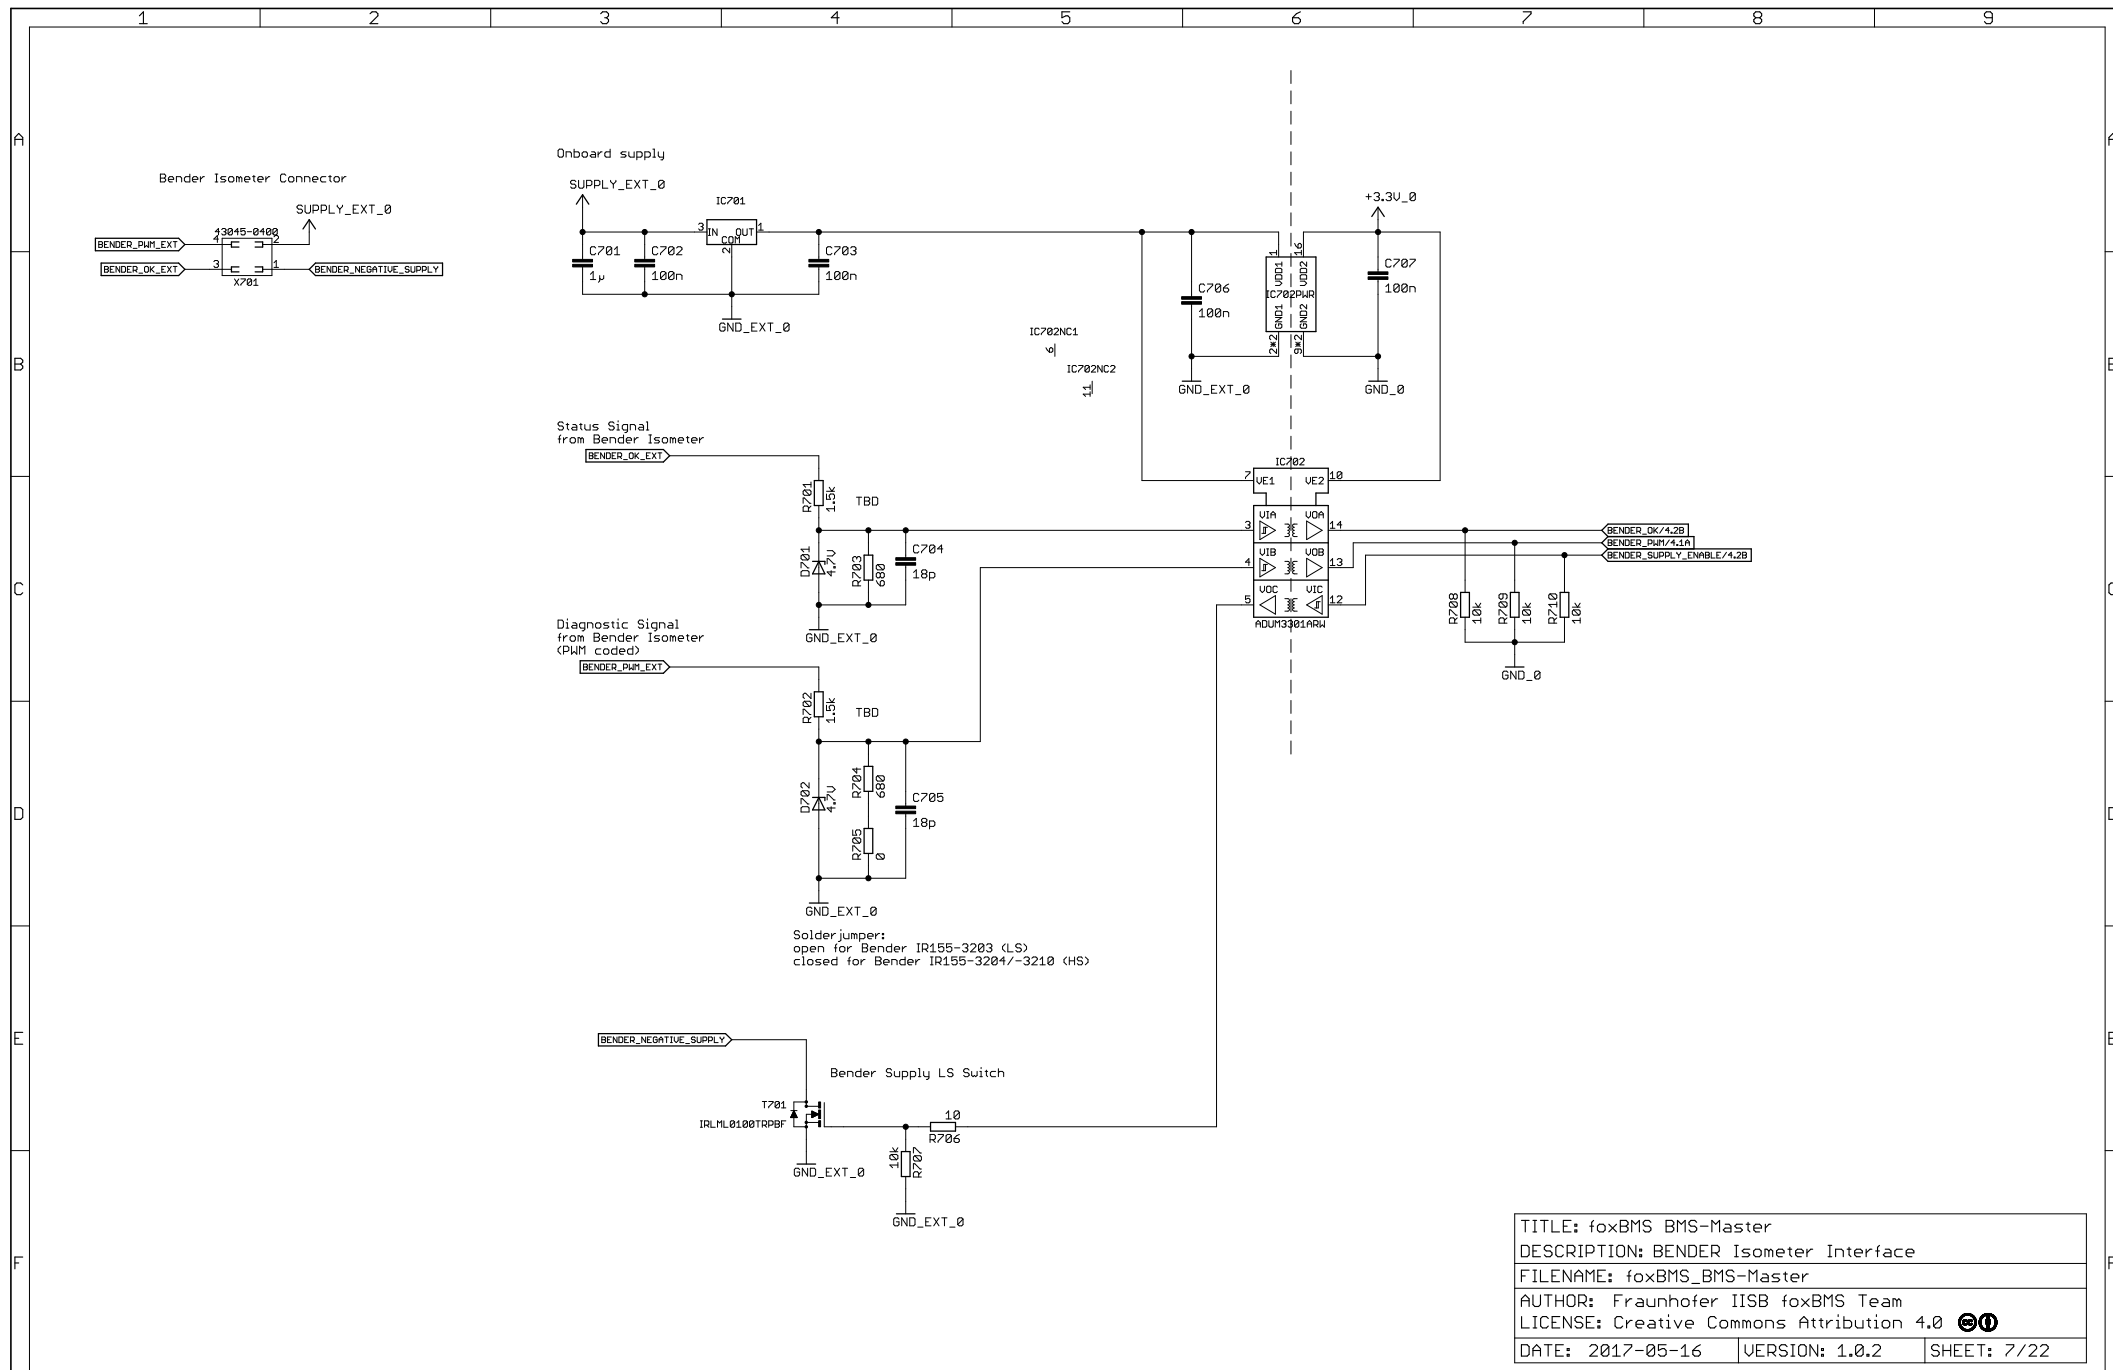 1 2 3 4 5 6 7 8 9
A
Bender Isometer Connector
SUPPLY_EXT_0
43045-0400
BENDER_PWM_EXT
4
2
BENDER_OK_EXT
3
1
BENDER_NEGATIVE_SUPPLY
X701
Onboard supply
SUPPLY_EXT_0
IC701
3
IN
OUT
COM
1
2
C701
1µ
C702
100n
C703
100n
GND_EXT_0
+3.3V_0
1
16
VDD1
VDD2
IC702PWR
GND1
GND2
2*2
9*2
C706
100n
C707
100n
GND_EXT_0
GND_0
B
IC702NC1
6
IC702NC2
11
Status Signal
from Bender Isometer
BENDER_OK_EXT
R701
1.5k
TBD
D701
4.7V
R703
680
C704
18p
GND_EXT_0
IC702
7
VE1
VE2
10
VIA
VOA
3
14
VIB
VOB
4
13
VOC
VIC
5
12
ADUM3301ARW
BENDER_OK/4.2B
BENDER_PWM/4.1A
BENDER_SUPPLY_ENABLE/4.2B
R708
10k
R709
10k
R710
10k
GND_0
C
Diagnostic Signal
from Bender Isometer
(PWM coded)
BENDER_PWM_EXT
R702
1.5k
TBD
D702
4.7V
R704
680
R705
0
C705
18p
GND_EXT_0
D
Solderjumper:
open for Bender IR155-3203 (LS)
closed for Bender IR155-3204/-3210 (HS)
E
BENDER_NEGATIVE_SUPPLY
Bender Supply LS Switch
T701
IRLML0100TRPBF
10
R706
10k
R707
GND_EXT_0
GND_EXT_0
F
TITLE: foxBMS BMS-Master
DESCRIPTION: BENDER Isometer Interface
FILENAME: foxBMS_BMS-Master
AUTHOR: Fraunhofer IISB foxBMS Team
LICENSE: Creative Commons Attribution 4.0
DATE: 2017-05-16 VERSION: 1.0.2 SHEET: 7/22